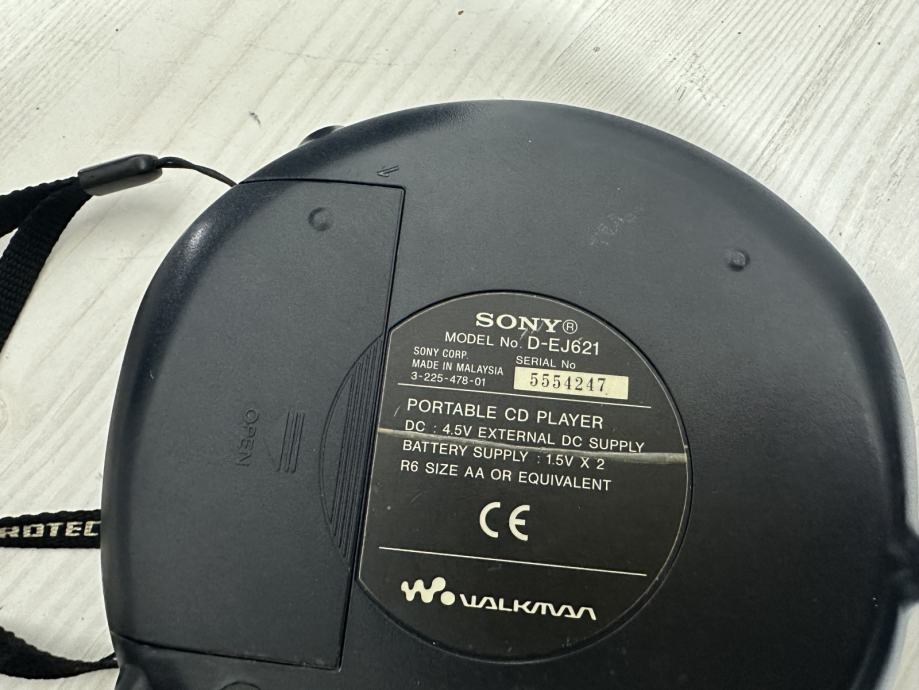 SONY®
MODEL No. D-EJ621
SONY CORP.
MADE IN MALAYSIA
3-225-478-01
SERIAL No
5554247
PORTABLE CD PLAYER
DC : 4.5V EXTERNAL DC SUPPLY
BATTERY SUPPLY : 1.5V X 2
R6 SIZE AA OR EQUIVALENT
CE
WALKMAN
OPEN
ROTEC